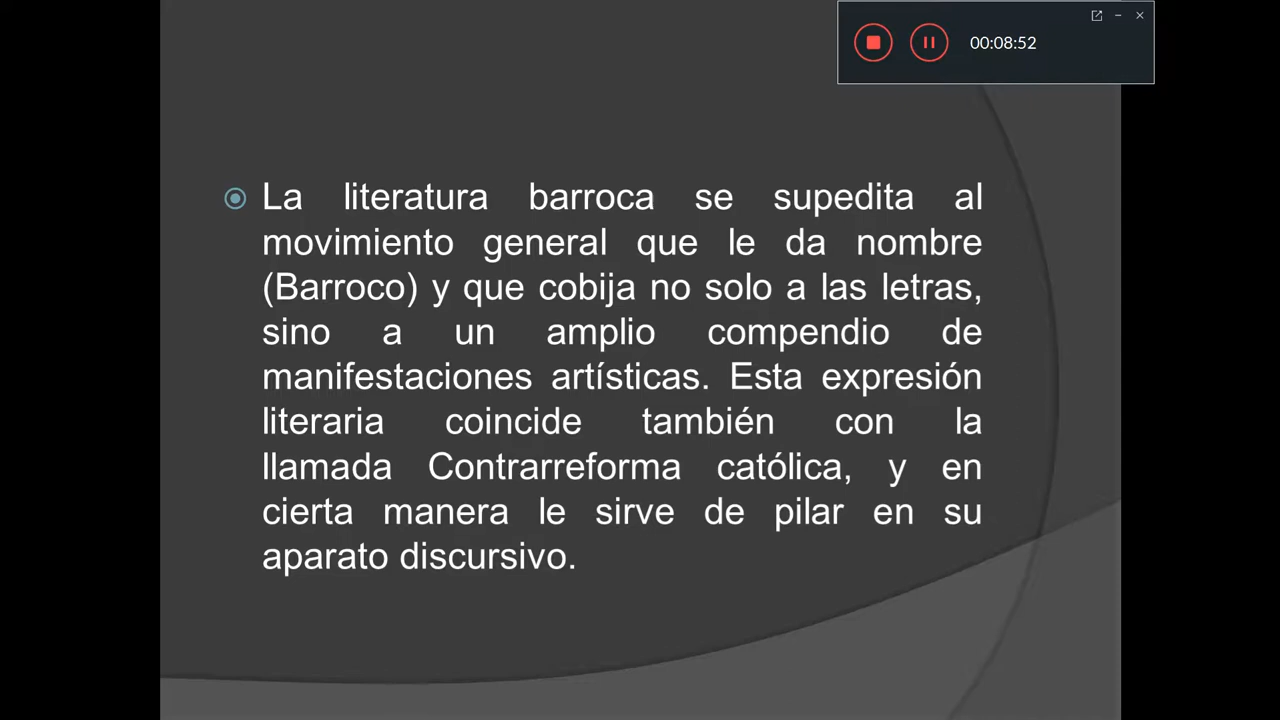 00:08:52
La literatura barroca se supedita al
movimiento general que le da nombre
(Barroco) y que cobija no solo a las letras,
sino a un amplio compendio de
manifestaciones artísticas. Esta expresión
literaria coincide también con la
llamada Contrarreforma católica, y en
cierta manera le sirve de pilar en su
aparato discursivo.